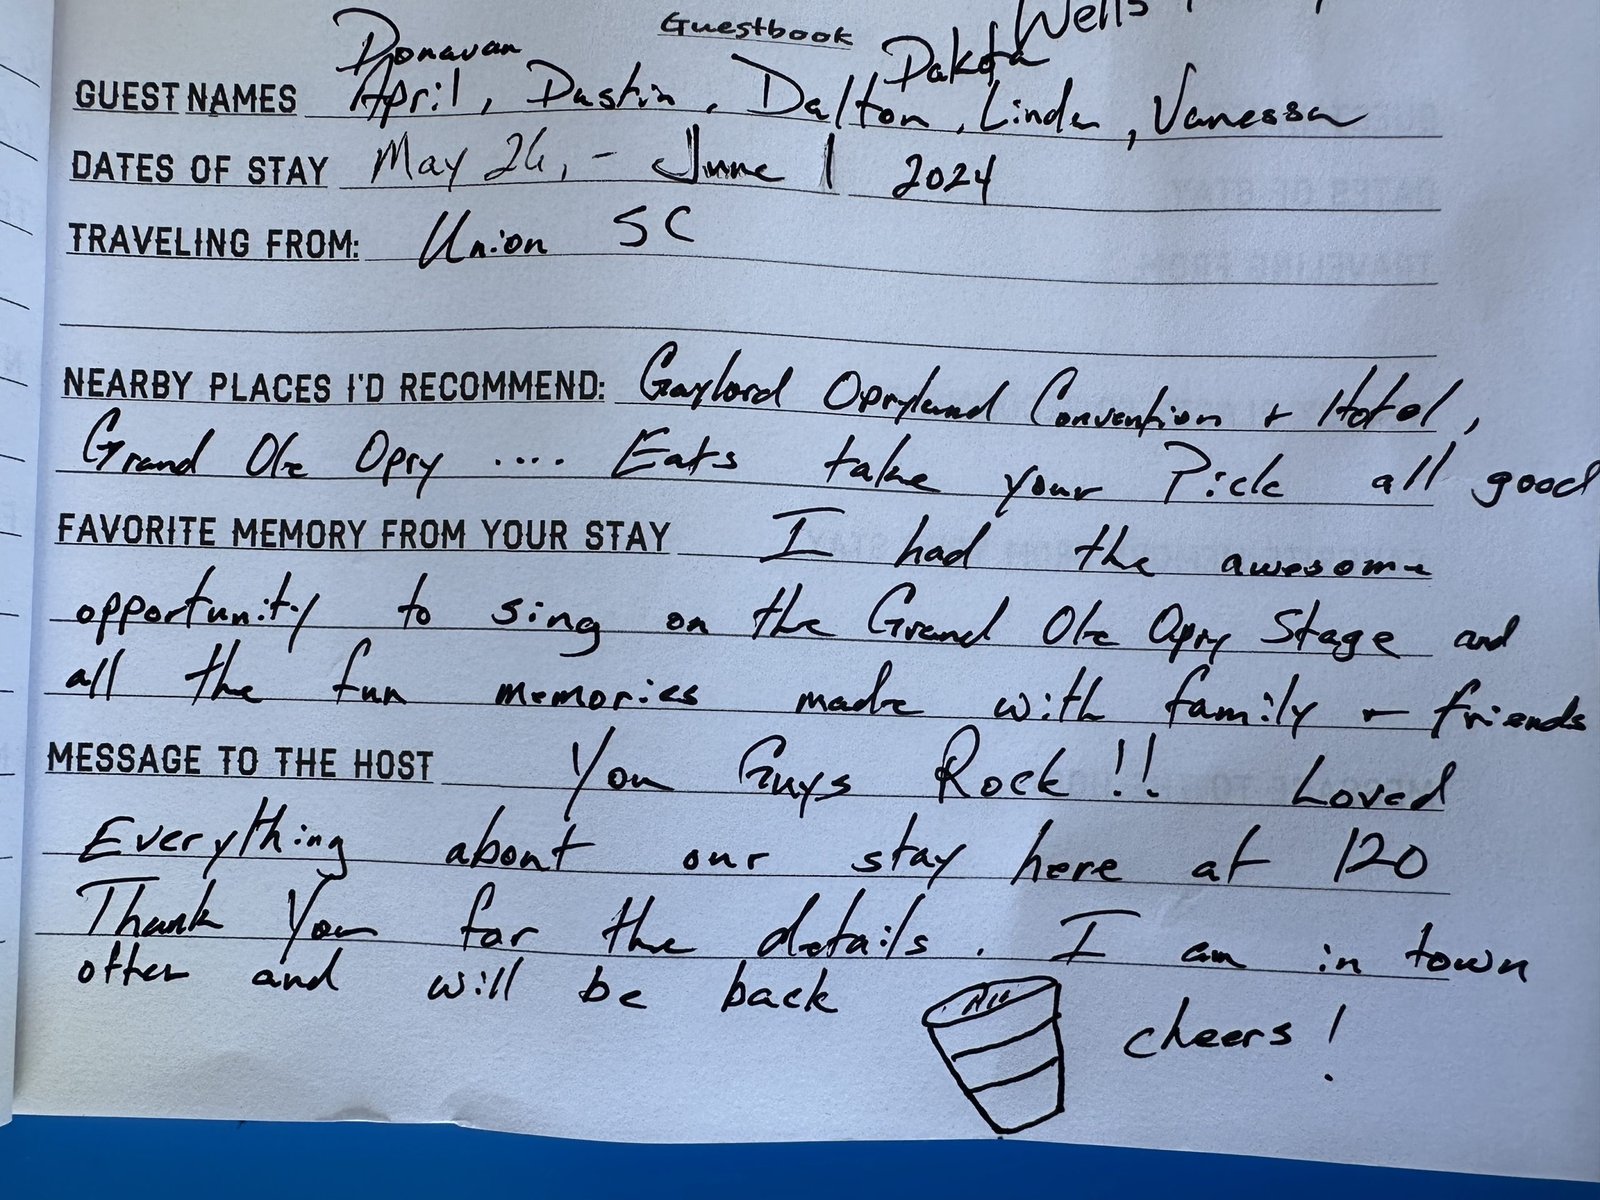 Guestbook Wells
Donavan Dakota
GUEST NAMES April, Dustin, Dalton, Linda, Vanessa
DATES OF STAY May 26, - June 1 2024
TRAVELING FROM: Union SC
NEARBY PLACES I'D RECOMMEND: Gaylord Opryland Convention + Hotel,
Grand Ole Opry .... Eats take your Pick all good
FAVORITE MEMORY FROM YOUR STAY I had the awesome
opportunity to sing on the Grand Ole Opry Stage and
all the fun memories made with family + friends
MESSAGE TO THE HOST You Guys Rock!! Loved
Everything about our stay here at 120
Thank You for the details. I am in town
often and will be back
cheers!